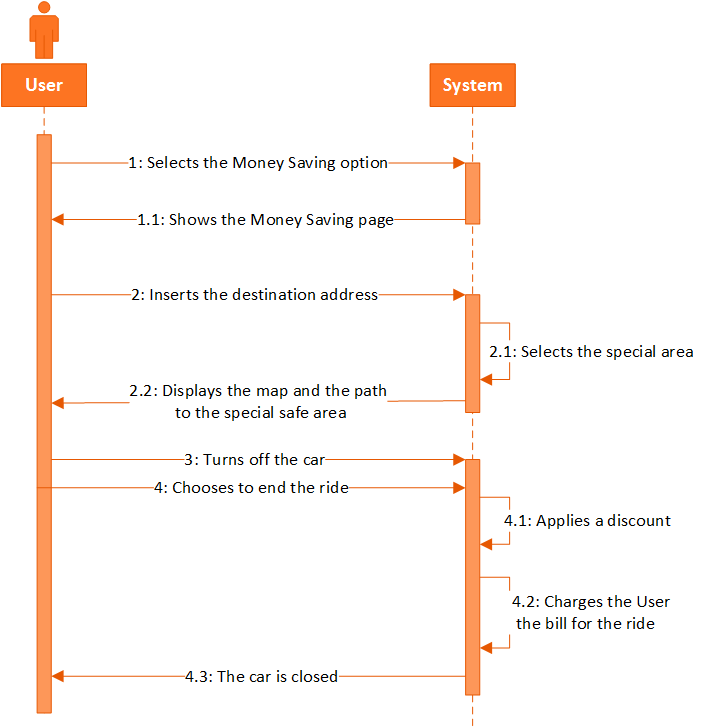 User
System
1: Selects the Money Saving option
1.1: Shows the Money Saving page
2: Inserts the destination address
2.1: Selects the special area
2.2: Displays the map and the path
to the special safe area
3: Turns off the car
4: Chooses to end the ride
4.1: Applies a discount
4.2: Charges the User
the bill for the ride
4.3: The car is closed